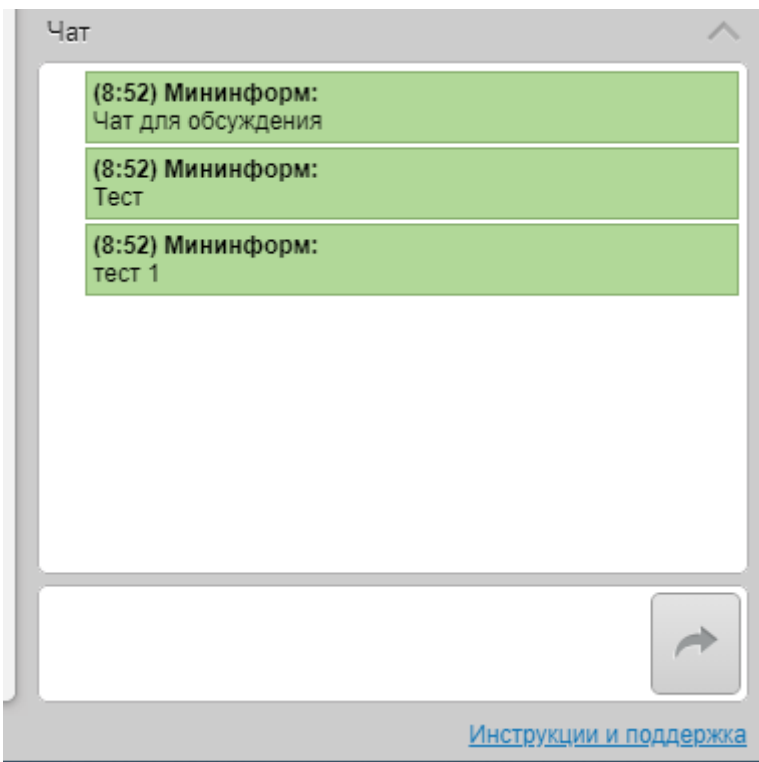 Чат
(8:52) Мининформ:
Чат для обсуждения
(8:52) Мининформ:
Тест
(8:52) Мининформ:
тест 1
Инструкции и поддержка